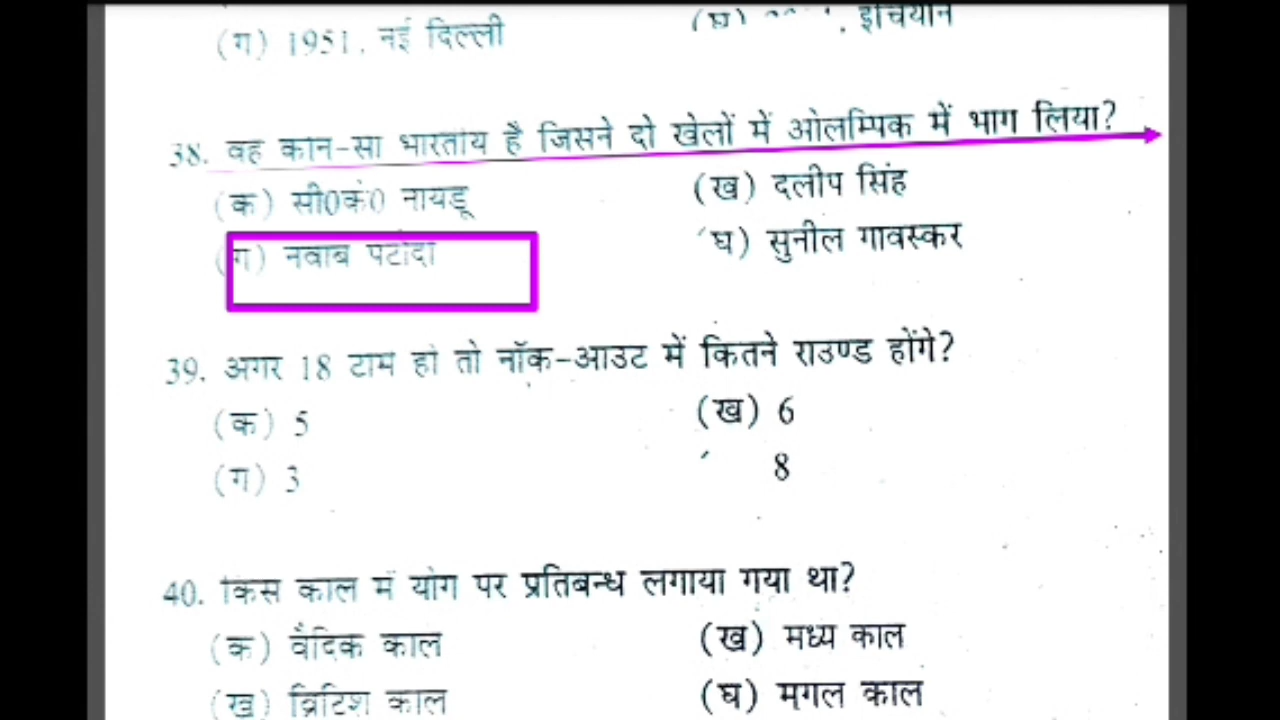 (ग) 1951, नई दिल्ली
(घ) इंचियोन
38. वह कौन-सा भारतीय है जिसने दो खेलों में ओलम्पिक में भाग लिया?
(क) सी0के0 नायडू (ख) दलीप सिंह
(ग) नवाब पटौदी घ) सुनील गावस्कर
39. अगर 18 टीम हों तो नॉक-आउट में कितने राउण्ड होंगे?
(क) 5 (ख) 6
(ग) 3 8
40. किस काल में योग पर प्रतिबन्ध लगाया गया था?
(क) वैदिक काल (ख) मध्य काल
(ख) ब्रिटिश काल (घ) मुगल काल